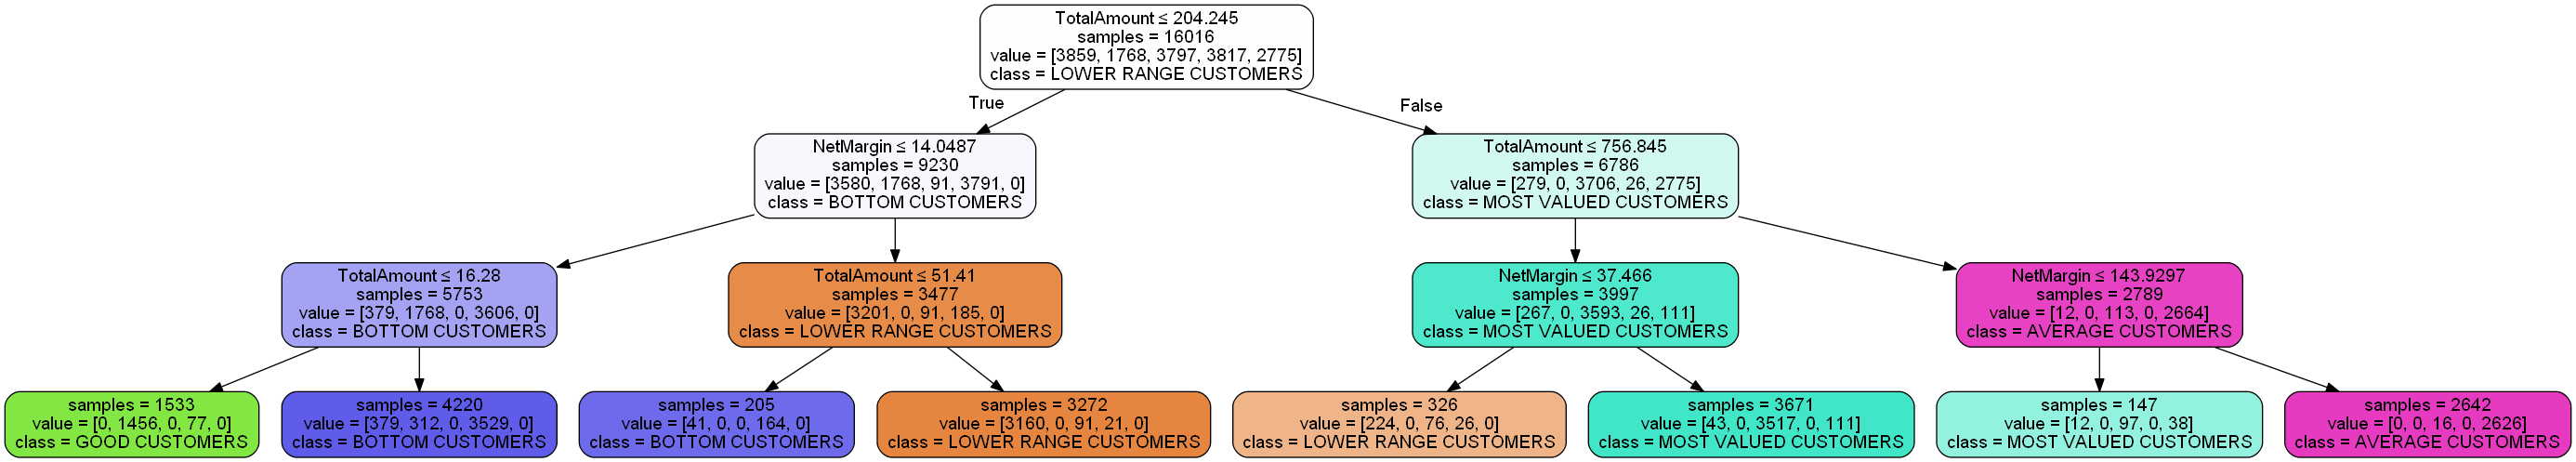 TotalAmount ≤ 204.245
samples = 16016
value = [3859, 1768, 3797, 3817, 2775]
class = LOWER RANGE CUSTOMERS
True
False
NetMargin ≤ 14.0487
samples = 9230
value = [3580, 1768, 91, 3791, 0]
class = BOTTOM CUSTOMERS
TotalAmount ≤ 756.845
samples = 6786
value = [279, 0, 3706, 26, 2775]
class = MOST VALUED CUSTOMERS
TotalAmount ≤ 16.28
samples = 5753
value = [379, 1768, 0, 3606, 0]
class = BOTTOM CUSTOMERS
TotalAmount ≤ 51.41
samples = 3477
value = [3201, 0, 91, 185, 0]
class = LOWER RANGE CUSTOMERS
NetMargin ≤ 37.466
samples = 3997
value = [267, 0, 3593, 26, 111]
class = MOST VALUED CUSTOMERS
NetMargin ≤ 143.9297
samples = 2789
value = [12, 0, 113, 0, 2664]
class = AVERAGE CUSTOMERS
samples = 1533
value = [0, 1456, 0, 77, 0]
class = GOOD CUSTOMERS
samples = 4220
value = [379, 312, 0, 3529, 0]
class = BOTTOM CUSTOMERS
samples = 205
value = [41, 0, 0, 164, 0]
class = BOTTOM CUSTOMERS
samples = 3272
value = [3160, 0, 91, 21, 0]
class = LOWER RANGE CUSTOMERS
samples = 326
value = [224, 0, 76, 26, 0]
class = LOWER RANGE CUSTOMERS
samples = 3671
value = [43, 0, 3517, 0, 111]
class = MOST VALUED CUSTOMERS
samples = 147
value = [12, 0, 97, 0, 38]
class = MOST VALUED CUSTOMERS
samples = 2642
value = [0, 0, 16, 0, 2626]
class = AVERAGE CUSTOMERS